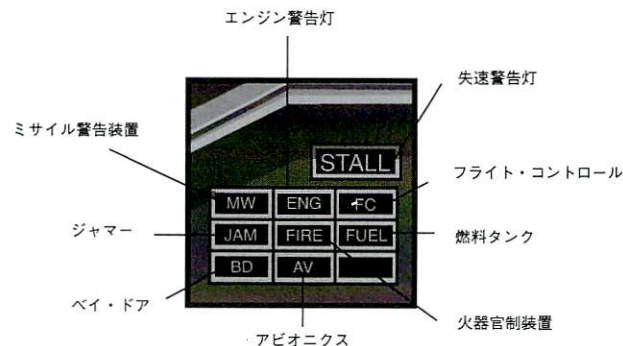 エンジン警告灯
失速警告灯
ミサイル警告装置
STALL
フライト・コントロール
MW ENG FC
ジャマー
JAM FIRE FUEL
燃料タンク
BD AV
ベイ・ドア
火器官制装置
アビオニクス